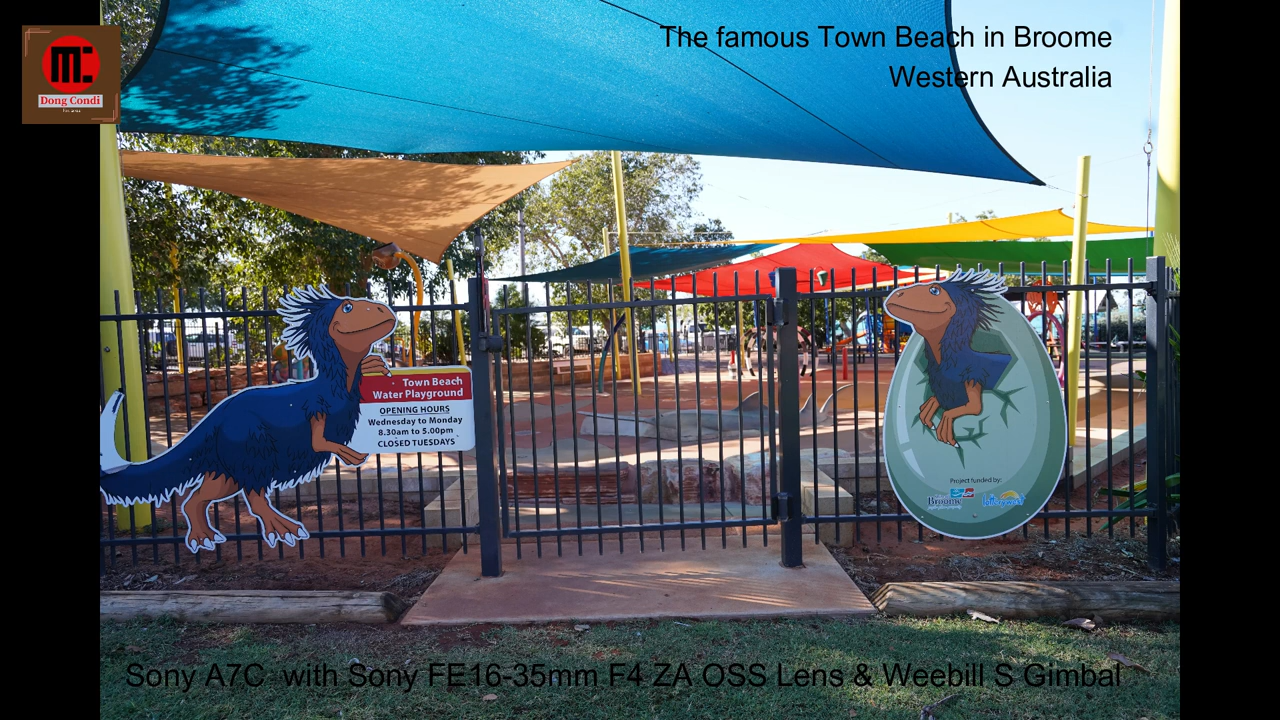 The famous Town Beach in Broome
Western Australia
Dong Condi
Town Beach
Water Playground
OPENING HOURS
Wednesday to Monday
8.30am to 5.00pm
CLOSED TUESDAYS
Project funded by:
Broome
Sony A7C with Sony FE16-35mm F4 ZA OSS Lens & Weebill S Gimbal